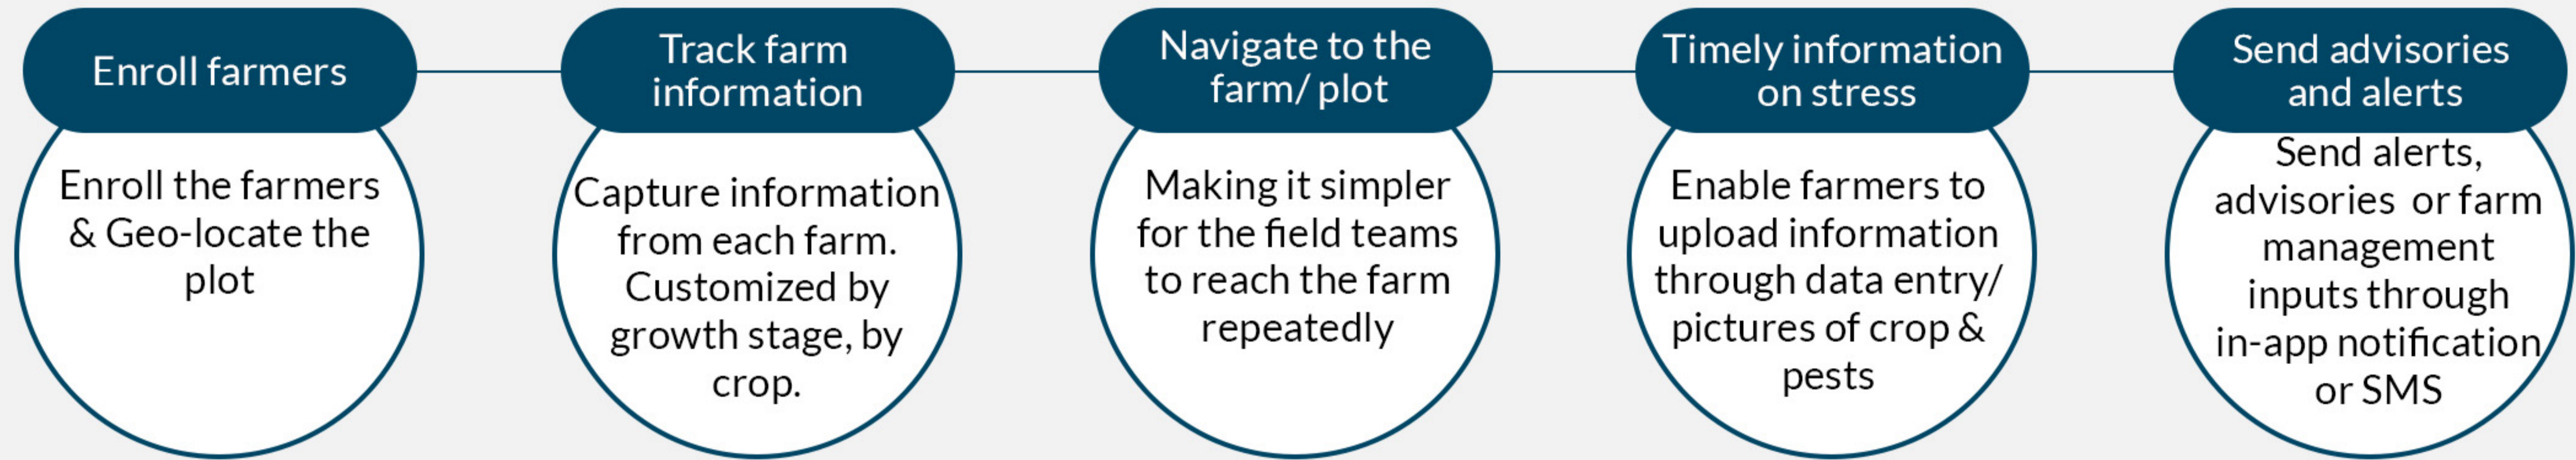 Enroll farmers
Enroll the farmers
& Geo-locate the
plot
Track farm
information
Capture information
from each farm.
Customized by
growth stage, by
crop.
Navigate to the
farm/ plot
Making it simpler
for the field teams
to reach the farm
repeatedly
Timely information
on stress
Enable farmers to
upload information
through data entry/
pictures of crop &
pests
Send advisories
and alerts
Send alerts,
advisories  or farm
management
inputs through
in-app notification
or SMS